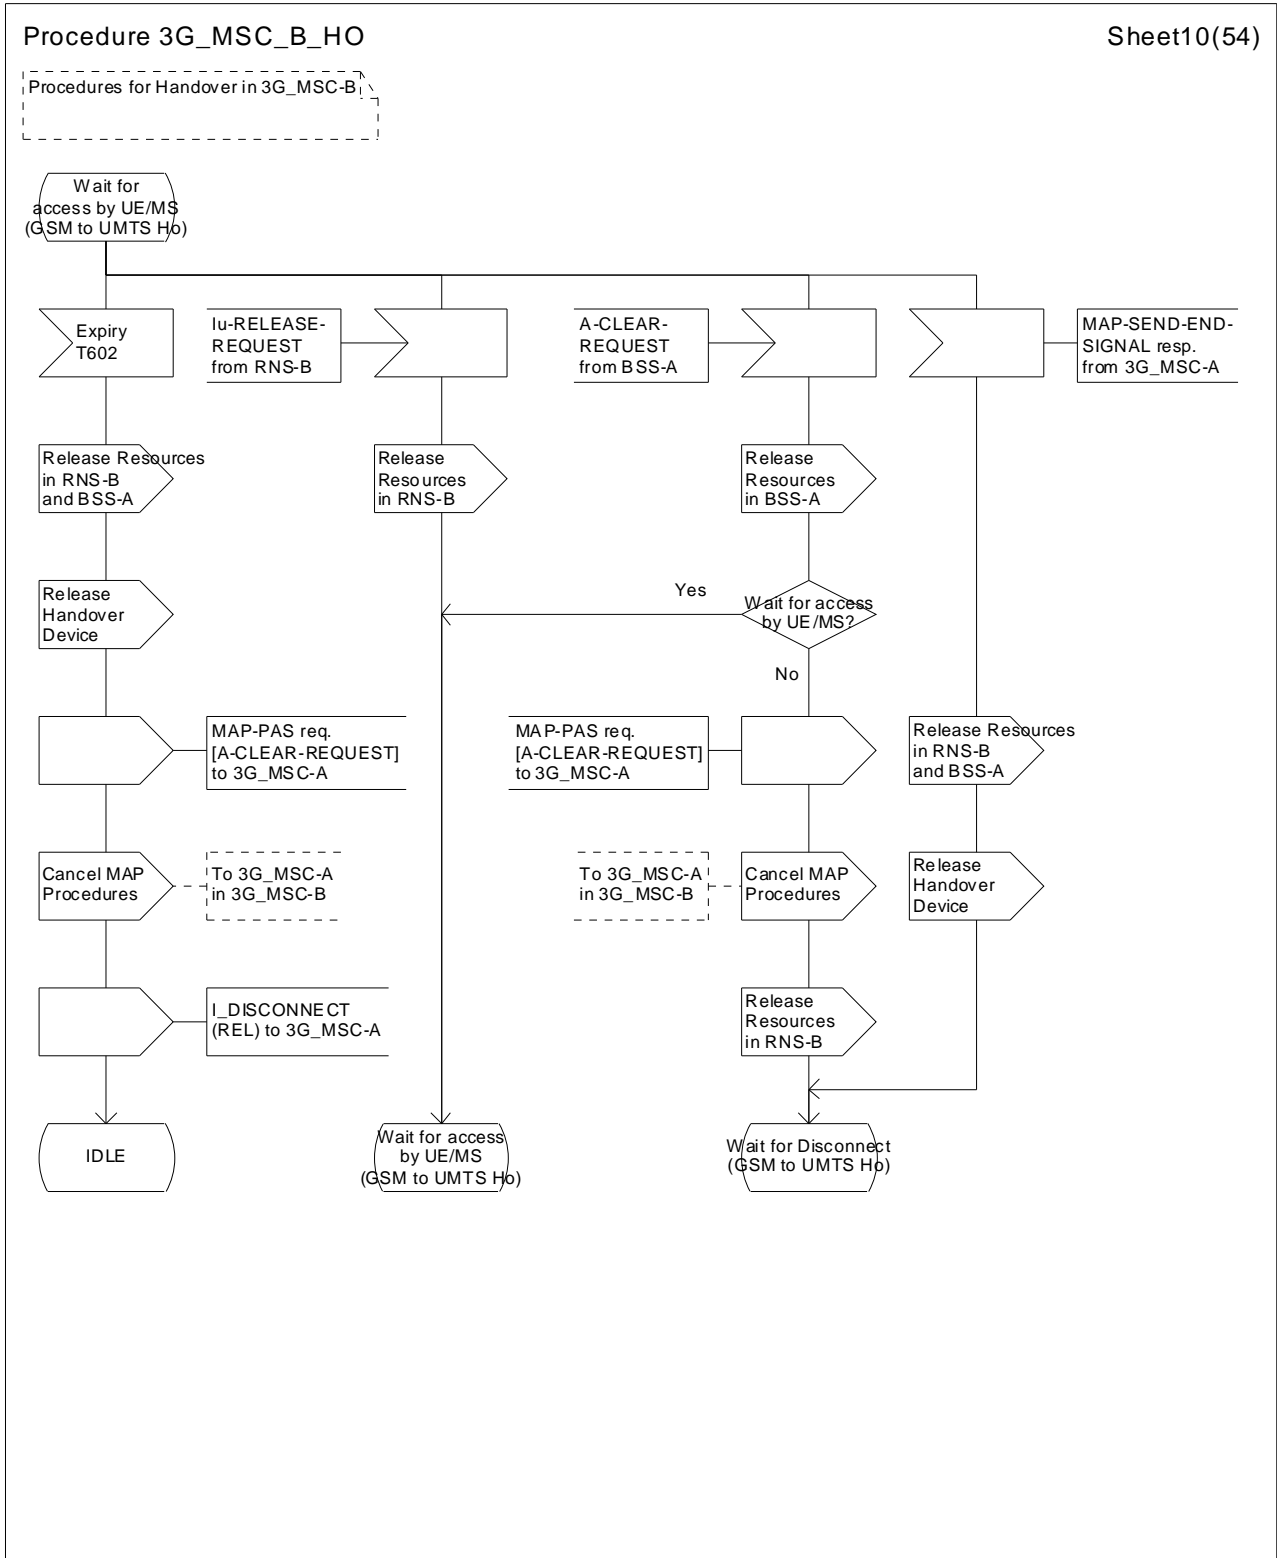 Procedure 3G_MSC_B_HO
Sheet10(54)
Procedures for Handover in 3G_MSC-B
Wait for
access by UE/MS
(GSM to UMTS Ho)
Expiry
T602
Iu-RELEASE-
REQUEST
from RNS-B
A-CLEAR-
REQUEST
from BSS-A
MAP-SEND-END-
SIGNAL resp.
from 3G_MSC-A
Release Resources
in RNS-B
and BSS-A
Release
Resources
in RNS-B
Release
Resources
in BSS-A
Release
Handover
Device
Yes
Wait for access
by UE/MS?
No
MAP-PAS req.
[A-CLEAR-REQUEST]
to 3G_MSC-A
MAP-PAS req.
[A-CLEAR-REQUEST]
to 3G_MSC-A
Release Resources
in RNS-B
and BSS-A
Cancel MAP
Procedures
To 3G_MSC-A
in 3G_MSC-B
To 3G_MSC-A
in 3G_MSC-B
Cancel MAP
Procedures
Release
Handover
Device
I_DISCONNECT
(REL) to 3G_MSC-A
Release
Resources
in RNS-B
IDLE
Wait for access
by UE/MS
(GSM to UMTS Ho)
Wait for Disconnect
(GSM to UMTS Ho)